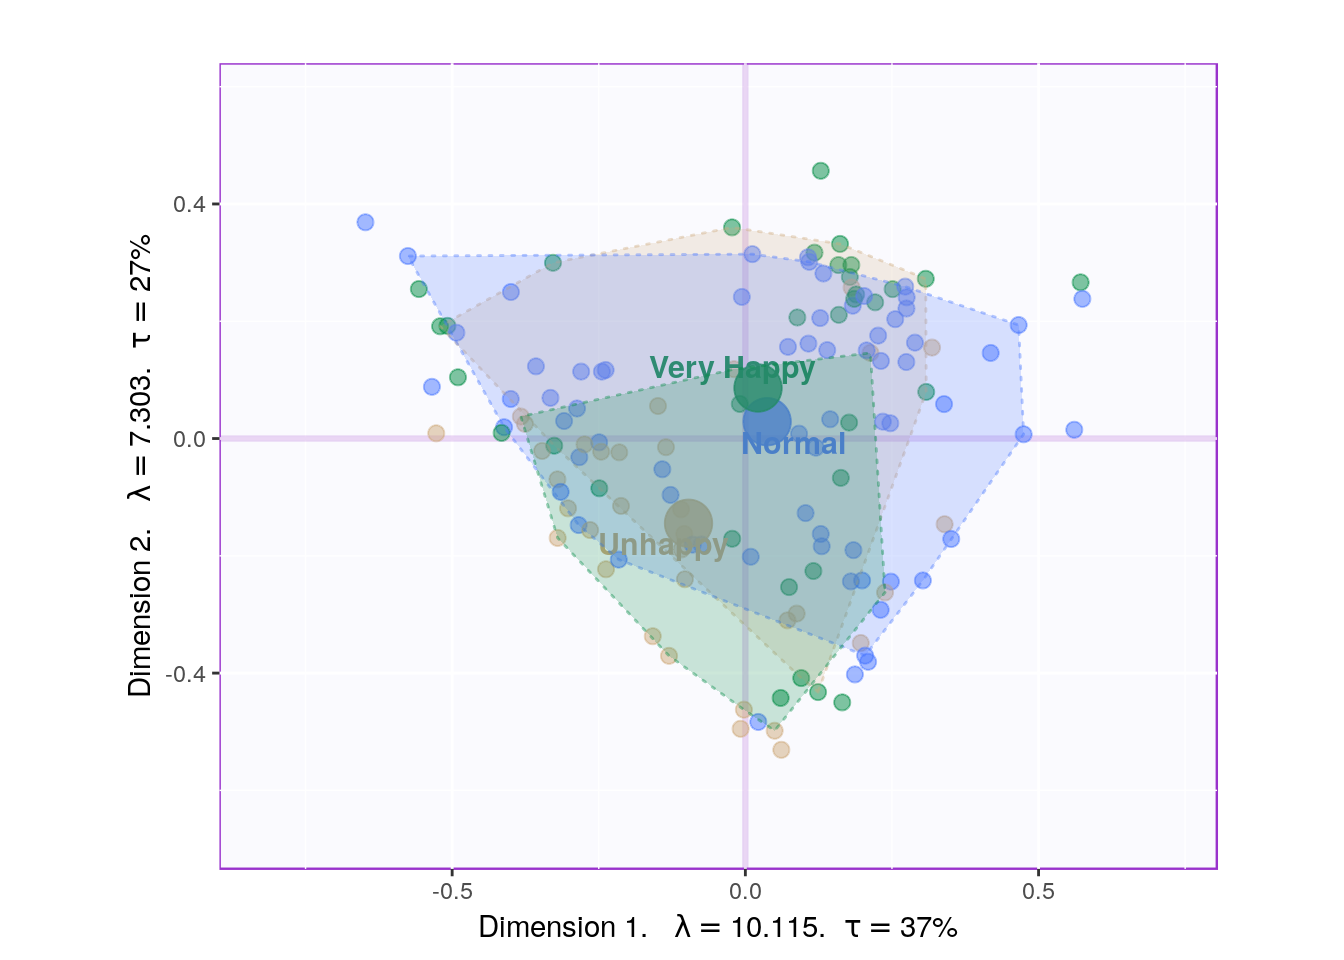 0.4
0.0
-0.4
Dimension 2.   λ = 7.303.   τ = 27%
Very Happy
Normal
Unhappy
-0.5
0.0
0.5
Dimension 1.   λ = 10.115.   τ = 37%